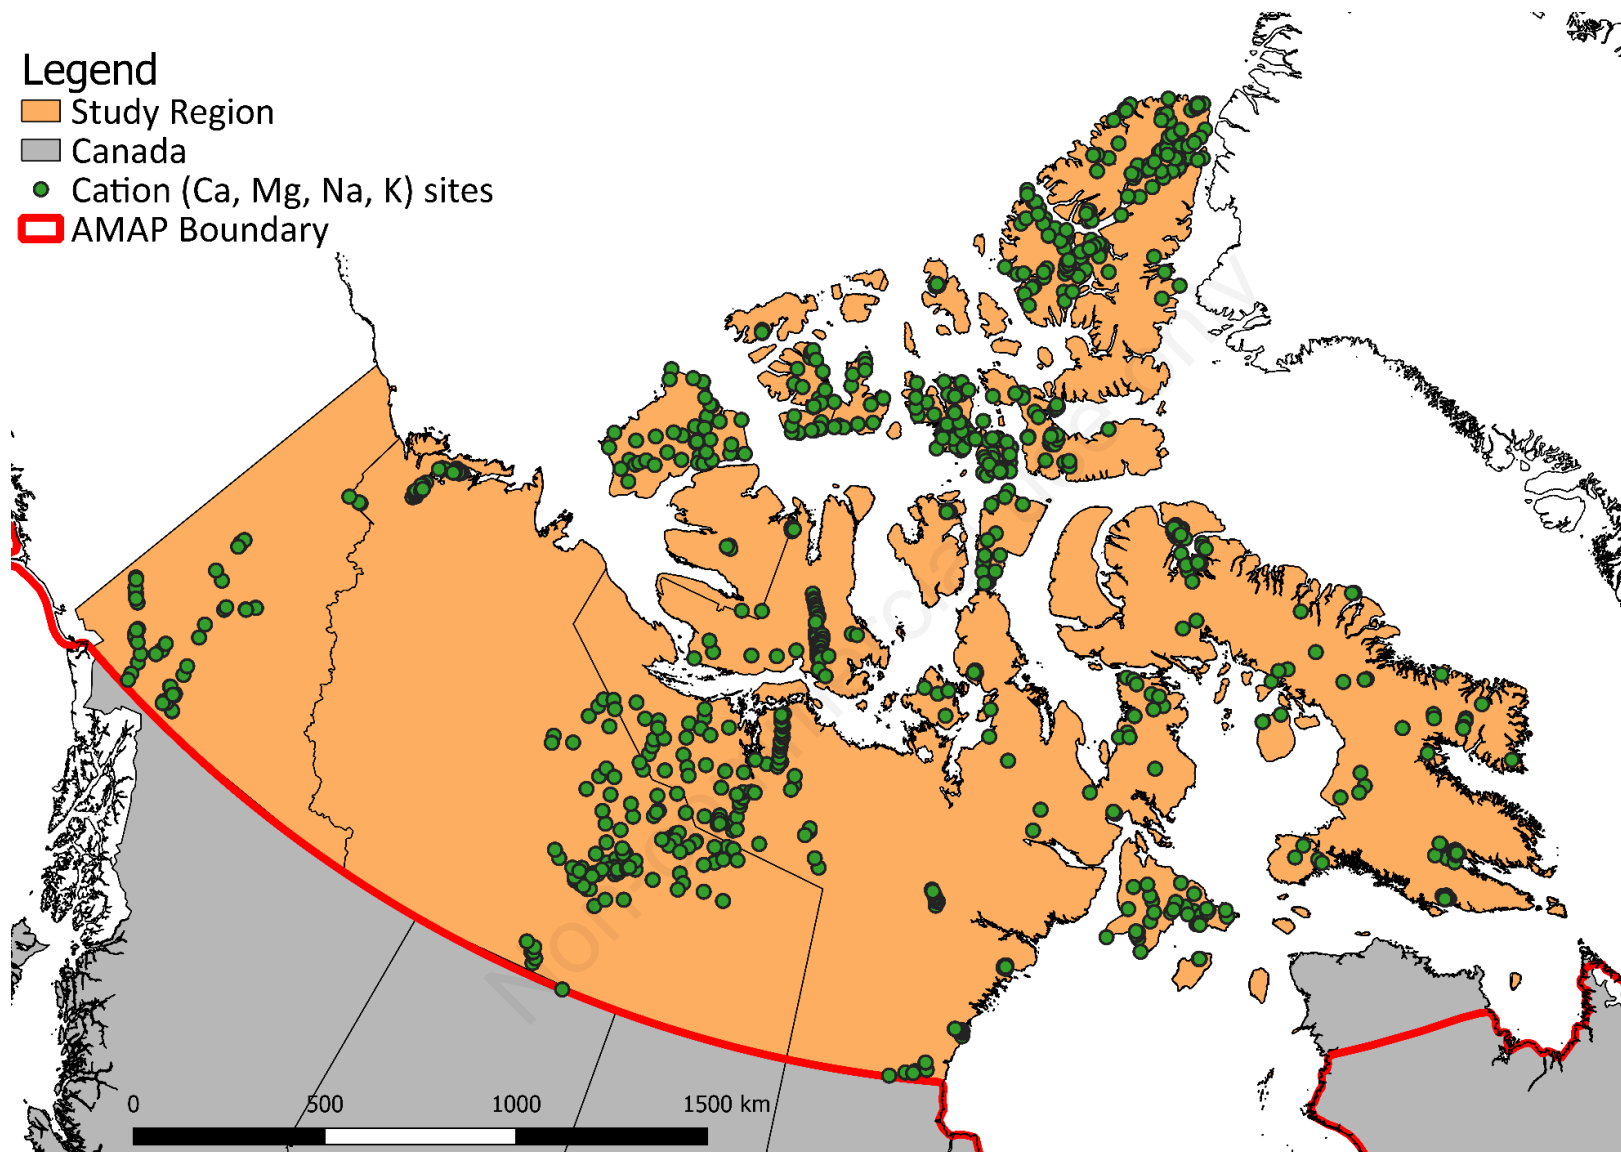 Legend
Study Region
Canada
Cation (Ca, Mg, Na, K) sites
AMAP Boundary
0 500 1000 1500 km